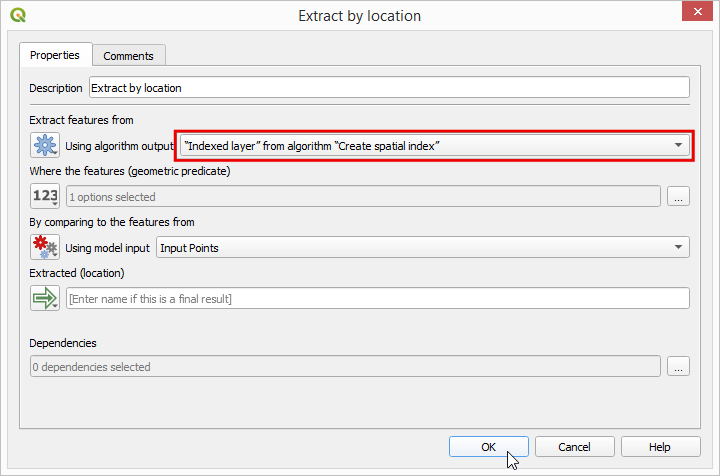 Extract by location
Properties
Comments
Description
Extract by location
Extract features from
Using algorithm output
“Indexed layer” from algorithm “Create spatial index”
Where the features (geometric predicate)
123
1 options selected
...
By comparing to the features from
Using model input
Input Points
Extracted (location)
[Enter name if this is a final result]
Dependencies
0 dependencies selected
...
OK
Cancel
Help